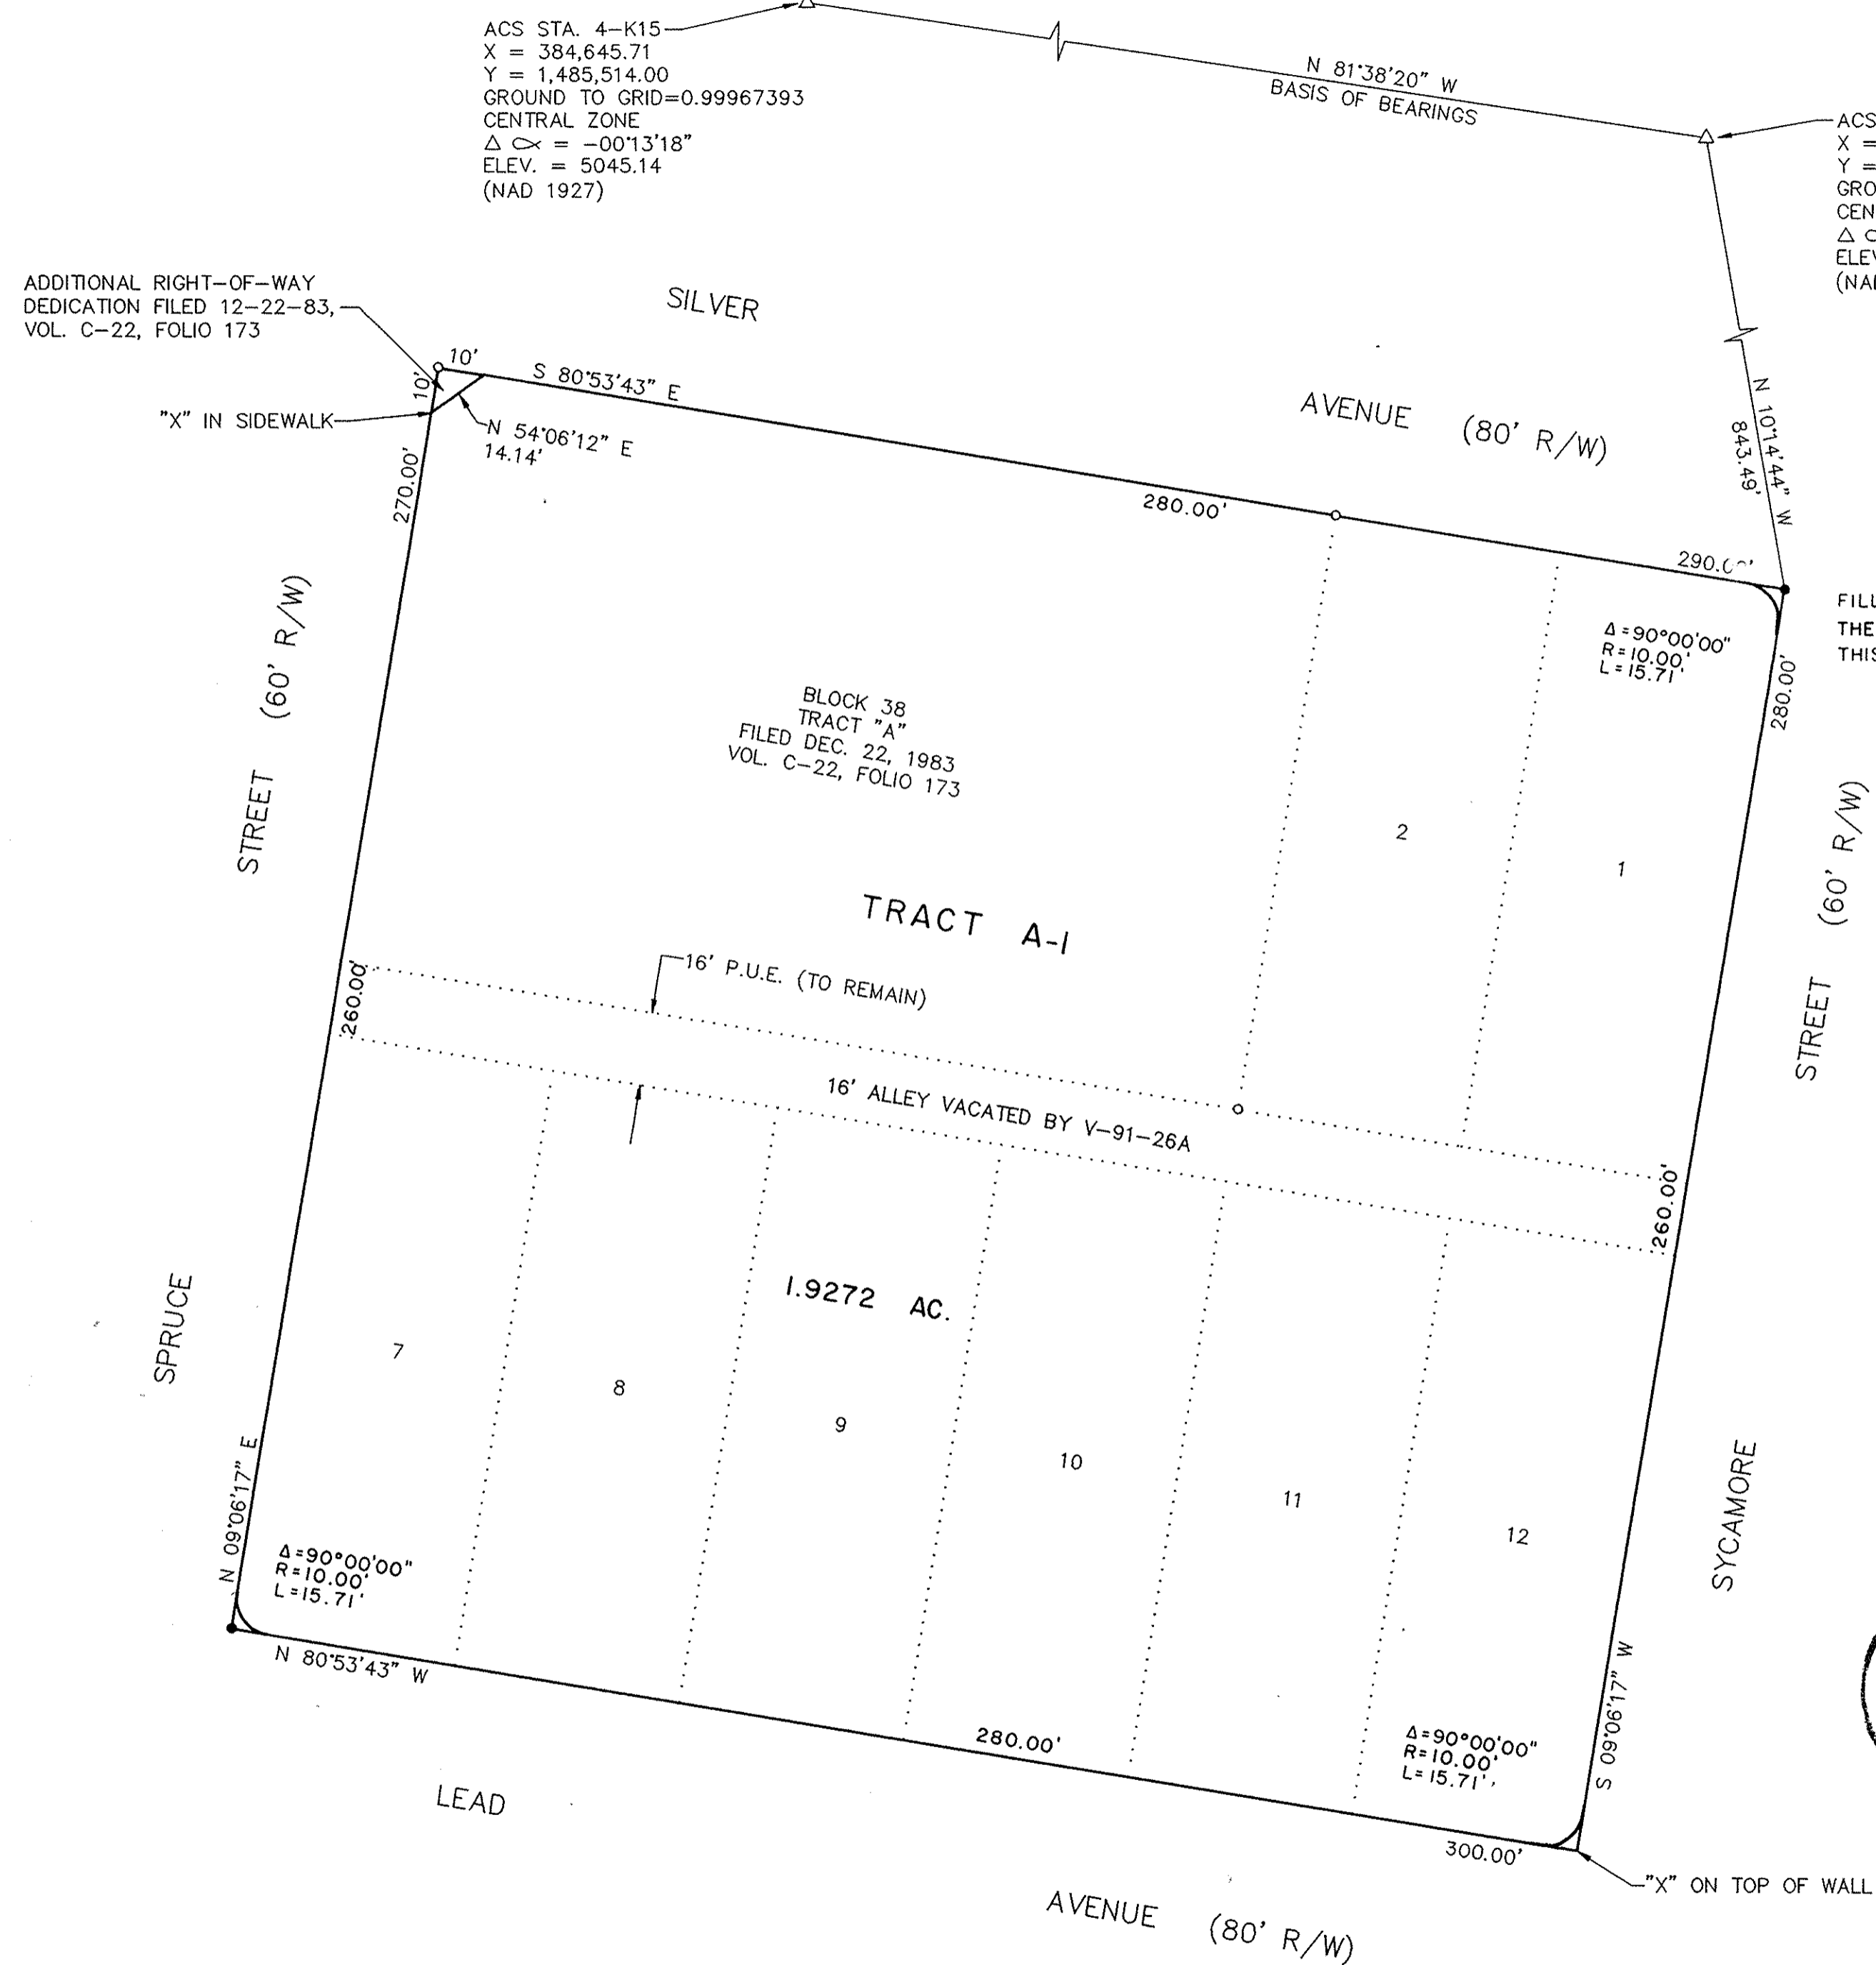 ACS STA. 4-K15
X = 384,645.71
Y = 1,485,514.00
GROUND TO GRID=0.99967393
CENTRAL ZONE
Δ ∝ = -00°13'18"
ELEV. = 5045.14
(NAD 1927)
N 81°38'20" W
BASIS OF BEARINGS
ACS
X =
Y =
GRO
CEN
Δ
ELEV
(NAD
ADDITIONAL RIGHT-OF-WAY
DEDICATION FILED 12-22-83,
VOL. C-22, FOLIO 173
SILVER
AVENUE (80' R/W)
10'
10'
S 80°53'43" E
"X" IN SIDEWALK
N 54°06'12" E
14.14'
270.00'
280.00'
N 10°14'44" W
843.49'
290.00'
FILL
THE
THIS
Δ=90°00'00"
R=10.00'
L=15.71'
280.00'
STREET (60' R/W)
BLOCK 38
TRACT "A"
FILED DEC. 22, 1983
VOL. C-22, FOLIO 173
2
1
STREET (60' R/W)
TRACT A-1
16' P.U.E. (TO REMAIN)
260.00'
16' ALLEY VACATED BY V-91-26A
260.00'
1.9272 AC.
SPRUCE
7
8
9
10
11
12
SYCAMORE
N 09°06'17" E
Δ=90°00'00"
R=10.00'
L=15.71'
N 80°53'43" W
280.00'
Δ=90°00'00"
R=10.00'
L=15.71'
S 09°06'17" W
300.00'
"X" ON TOP OF WALL
LEAD
AVENUE (80' R/W)